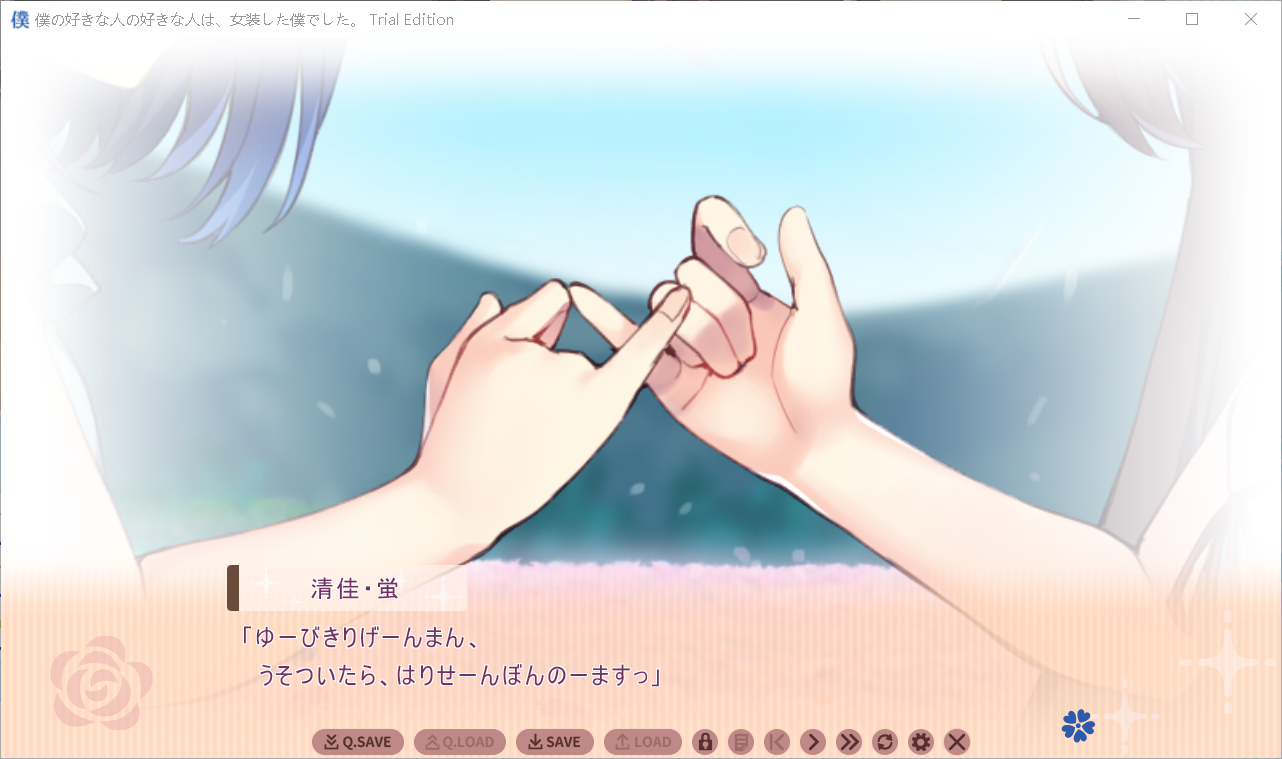 僕 僕の好きな人の好きな人は、女装した僕でした。 Trial Edition
清佳・蛍
「ゆーびきりげーんまん、
うそついたら、はりせーんぼんのーますっ」
Q.SAVE Q.LOAD SAVE LOAD